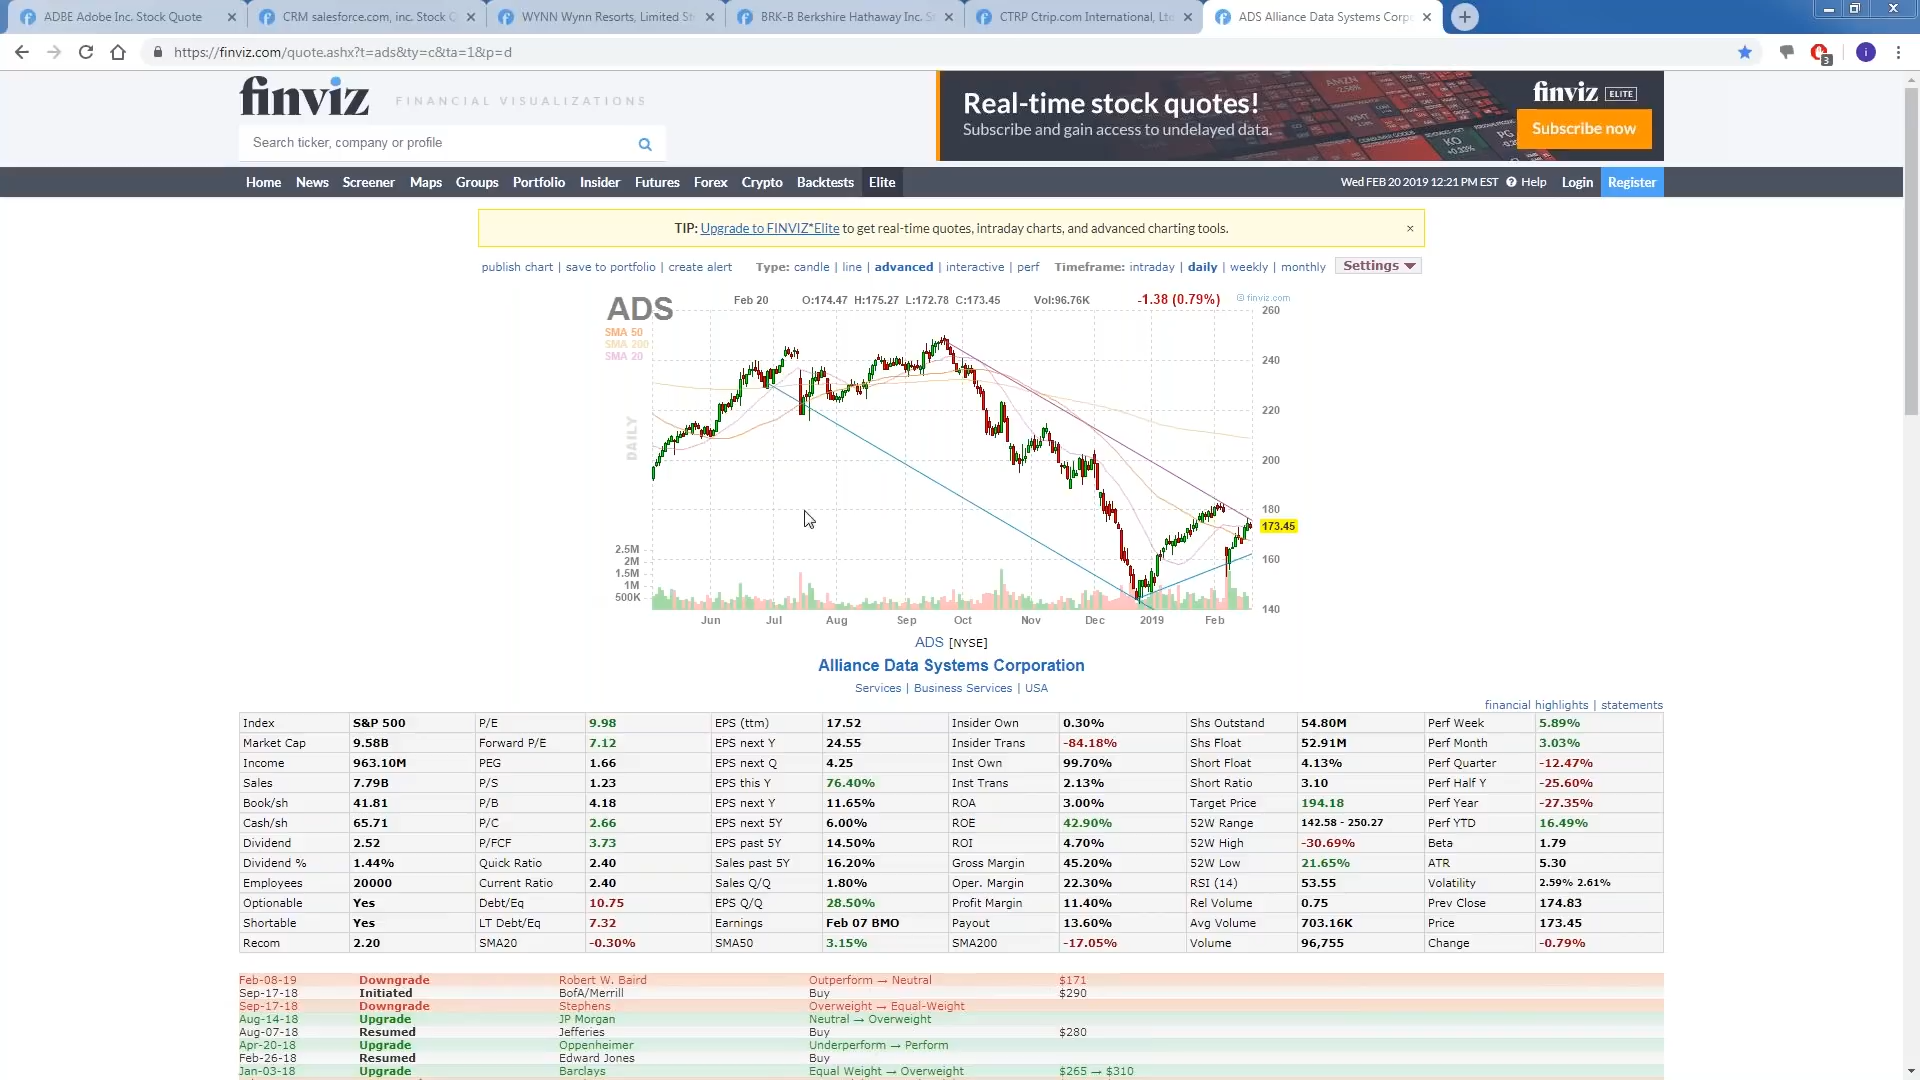 ADBE Adobe Inc. Stock Quote
CRM salesforce.com, inc. Stock Q
WYNN Wynn Resorts, Limited St
BRK-B Berkshire Hathaway Inc. S
CTRP Ctrip.com International, Lt
ADS Alliance Data Systems Corp
https://finviz.com/quote.ashx?t=ads&ty=c&ta=1&p=d
3
i
finviz FINANCIAL VISUALIZATIONS
Search ticker, company or profile
Real-time stock quotes!
Subscribe and gain access to undelayed data.
finviz ELITE
Subscribe now
Home News Screener Maps Groups Portfolio Insider Futures Forex Crypto Backtests Elite
Wed FEB 20 2019 12:21 PM EST Help Login Register
TIP: Upgrade to FINVIZ*Elite to get real-time quotes, intraday charts, and advanced charting tools. ×
publish chart | save to portfolio | create alert Type: candle | line | advanced | interactive | perf Timeframe: intraday | daily | weekly | monthly Settings
ADS Feb 20 O:174.47 H:175.27 L:172.78 C:173.45 Vol:96.76K -1.38 (0.79%) © finviz.com
SMA 50
SMA 200
SMA 20
DAILY
260
240
220
200
180
173.45
160
140
2.5M
2M
1.5M
1M
500K
Jun Jul Aug Sep Oct Nov Dec 2019 Feb
ADS [NYSE]
Alliance Data Systems Corporation
Services | Business Services | USA
financial highlights | statements
Index S&P 500 P/E 9.98 EPS (ttm) 17.52 Insider Own 0.30% Shs Outstand 54.80M Perf Week 5.89%
Market Cap 9.58B Forward P/E 7.12 EPS next Y 24.55 Insider Trans -84.18% Shs Float 52.91M Perf Month 3.03%
Income 963.10M PEG 1.66 EPS next Q 4.25 Inst Own 99.70% Short Float 4.13% Perf Quarter -12.47%
Sales 7.79B P/S 1.23 EPS this Y 76.40% Inst Trans 2.13% Short Ratio 3.10 Perf Half Y -25.60%
Book/sh 41.81 P/B 4.18 EPS next Y 11.65% ROA 3.00% Target Price 194.18 Perf Year -27.35%
Cash/sh 65.71 P/C 2.66 EPS next 5Y 6.00% ROE 42.90% 52W Range 142.58 - 250.27 Perf YTD 16.49%
Dividend 2.52 P/FCF 3.73 EPS past 5Y 14.50% ROI 4.70% 52W High -30.69% Beta 1.79
Dividend % 1.44% Quick Ratio 2.40 Sales past 5Y 16.20% Gross Margin 45.20% 52W Low 21.65% ATR 5.30
Employees 20000 Current Ratio 2.40 Sales Q/Q 1.80% Oper. Margin 22.30% RSI (14) 53.55 Volatility 2.59% 2.61%
Optionable Yes Debt/Eq 10.75 EPS Q/Q 28.50% Profit Margin 11.40% Rel Volume 0.75 Prev Close 174.83
Shortable Yes LT Debt/Eq 7.32 Earnings Feb 07 BMO Payout 13.60% Avg Volume 703.16K Price 173.45
Recom 2.20 SMA20 -0.30% SMA50 3.15% SMA200 -17.05% Volume 96,755 Change -0.79%
Feb-08-19 Downgrade Robert W. Baird Outperform → Neutral $171
Sep-17-18 Initiated BofA/Merrill Buy $290
Sep-17-18 Downgrade Stephens Overweight → Equal-Weight
Aug-14-18 Upgrade JP Morgan Neutral → Overweight
Aug-07-18 Resumed Jefferies Buy $280
Apr-20-18 Upgrade Oppenheimer Underperform → Perform
Feb-26-18 Resumed Edward Jones Buy
Jan-03-18 Upgrade Barclays Equal Weight → Overweight $265 → $310